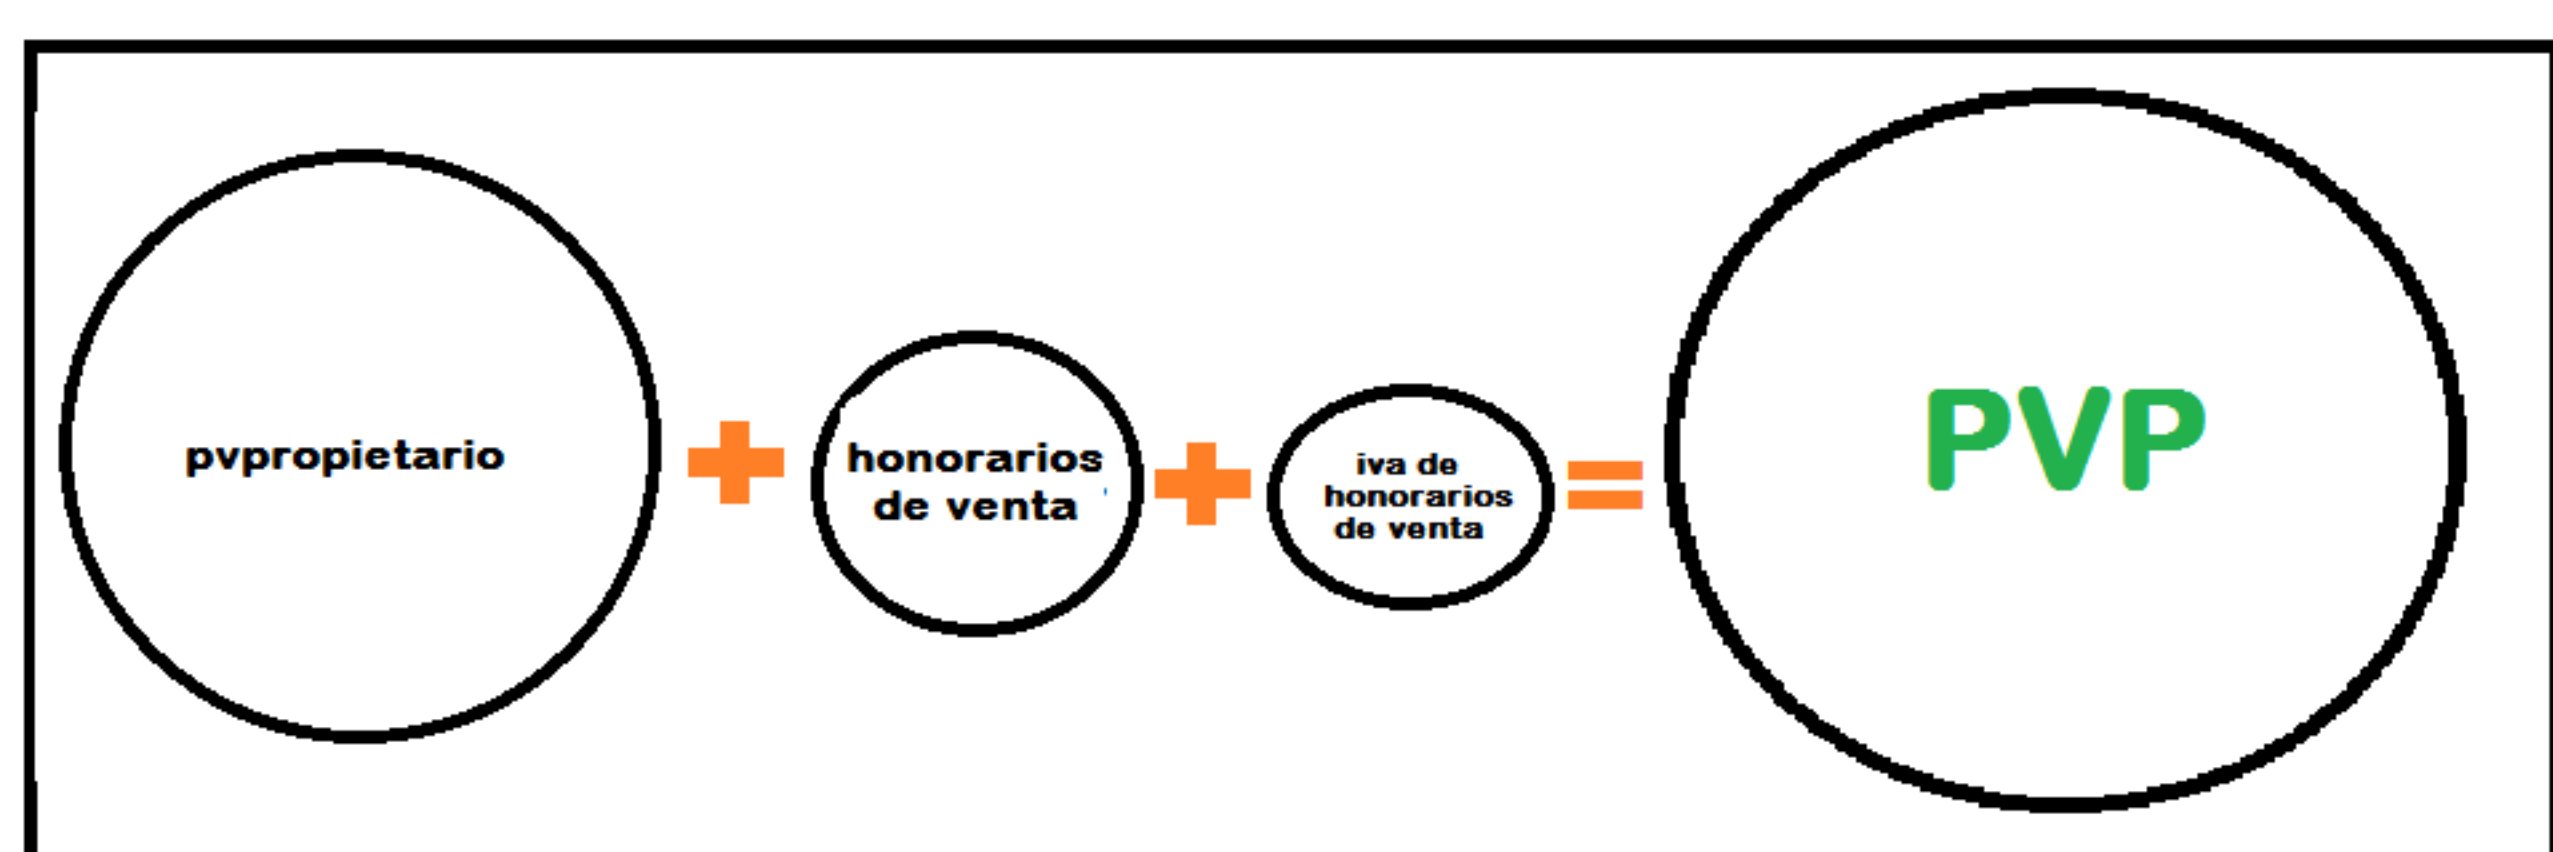 pvpropietario
honorarios
de venta
iva de
honorarios
de venta
PVP